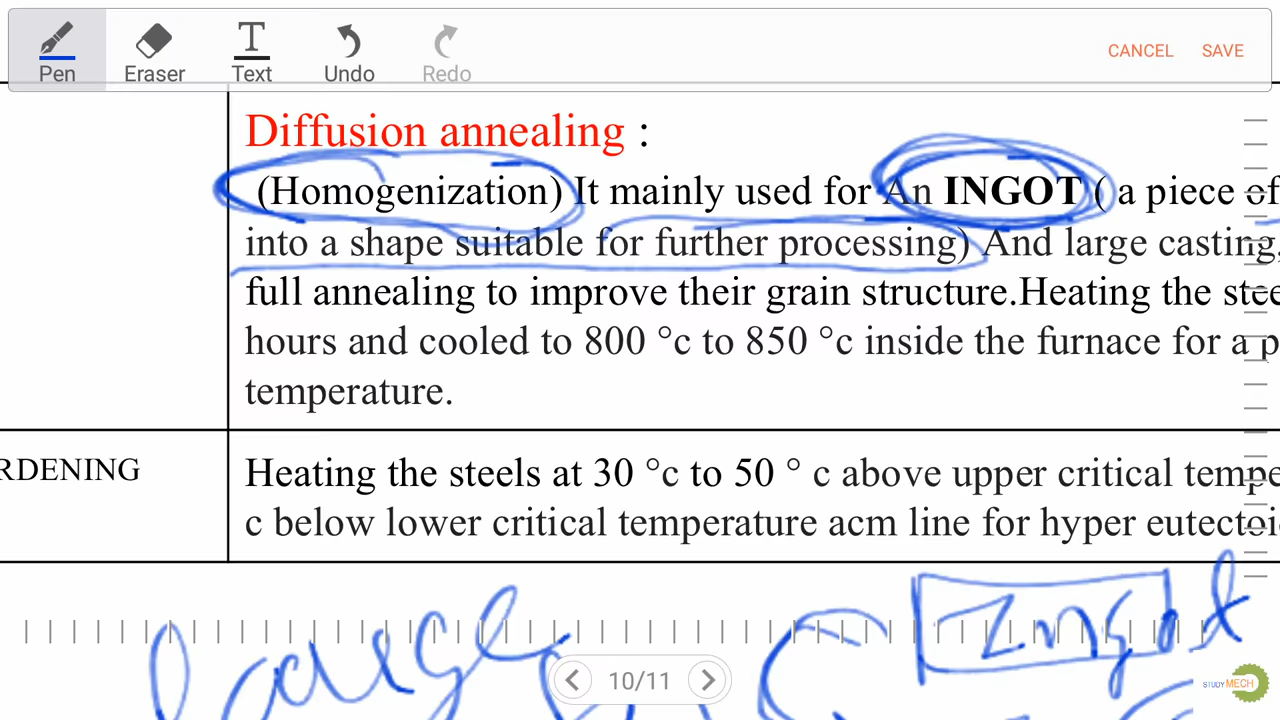 Pen Eraser Text Undo Redo CANCEL SAVE
Diffusion annealing :
(Homogenization) It mainly used for An INGOT ( a piece of
into a shape suitable for further processing) And large casting,
full annealing to improve their grain structure.Heating the stee
hours and cooled to 800 °c to 850 °c inside the furnace for a p
temperature.
RDENING
Heating the steels at 30 °c to 50 ° c above upper critical tempe
c below lower critical temperature acm line for hyper eutectoi
Ingot
large
10/11
STUDY MECH